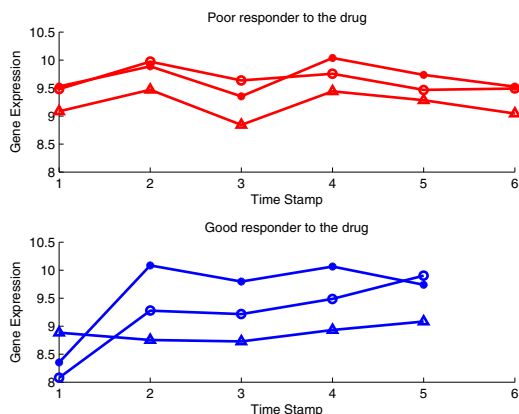 Poor responder to the drug
10.5
10
9.5
9
8.5
8
Gene Expression
1 2 3 4 5 6
Time Stamp
Good responder to the drug
10.5
10
9.5
9
8.5
8
Gene Expression
1 2 3 4 5 6
Time Stamp